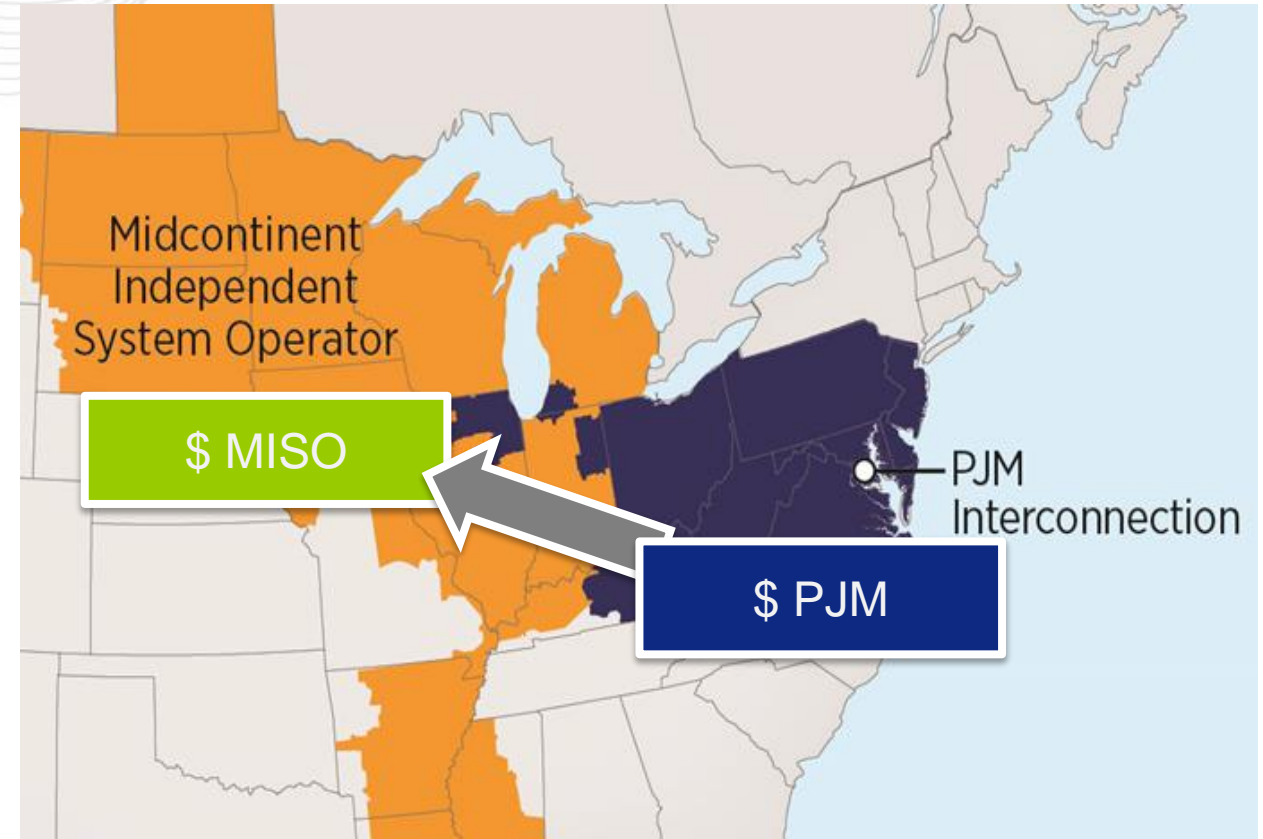 Midcontinent
Independent
System Operator
$ MISO
PJM
Interconnection
$ PJM